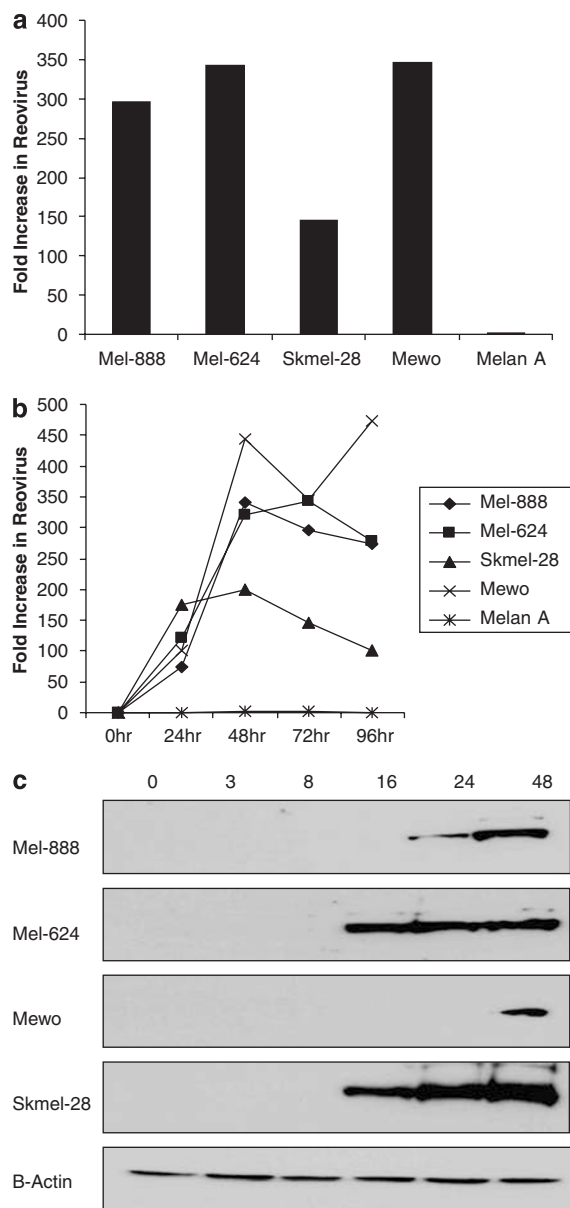 a
Fold Increase in Reovirus
400
350
300
250
200
150
100
50
0
Mel-888 Mel-624 Skmel-28 Mewo Melan A
b
Fold Increase in Reovirus
500
450
400
350
300
250
200
150
100
50
0
0hr 24hr 48hr 72hr 96hr
Mel-888
Mel-624
Skmel-28
Mewo
Melan A
c
0 3 8 16 24 48
Mel-888
Mel-624
Mewo
Skmel-28
B-Actin